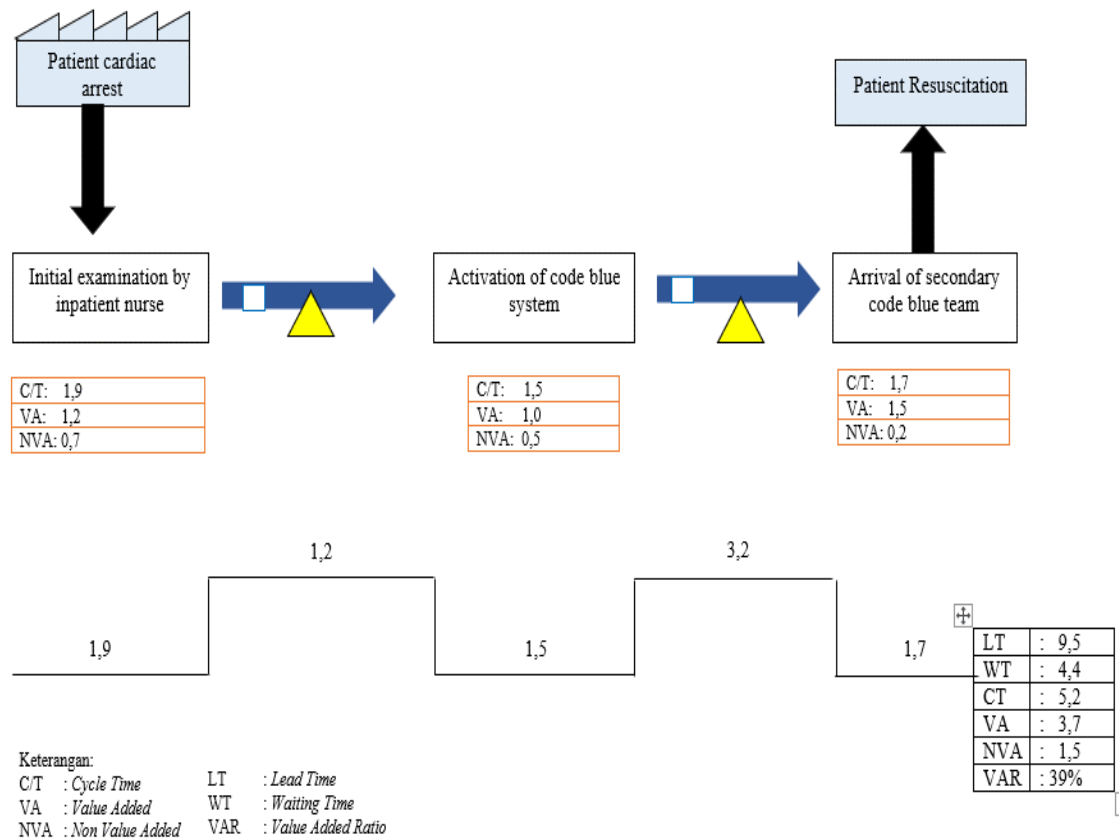 Patient cardiac
arrest
Patient Resuscitation
Initial examination by
inpatient nurse
Activation of code blue
system
Arrival of secondary
code blue team
C/T: 1,9
VA: 1,2
NVA: 0,7
C/T: 1,5
VA: 1,0
NVA: 0,5
C/T: 1,7
VA: 1,5
NVA: 0,2
1,9
1,2
1,5
3,2
1,7
LT : 9,5
WT : 4,4
CT : 5,2
VA : 3,7
NVA : 1,5
VAR : 39%
Keterangan:
C/T : Cycle Time
VA : Value Added
NVA : Non Value Added
LT : Lead Time
WT : Waiting Time
VAR : Value Added Ratio